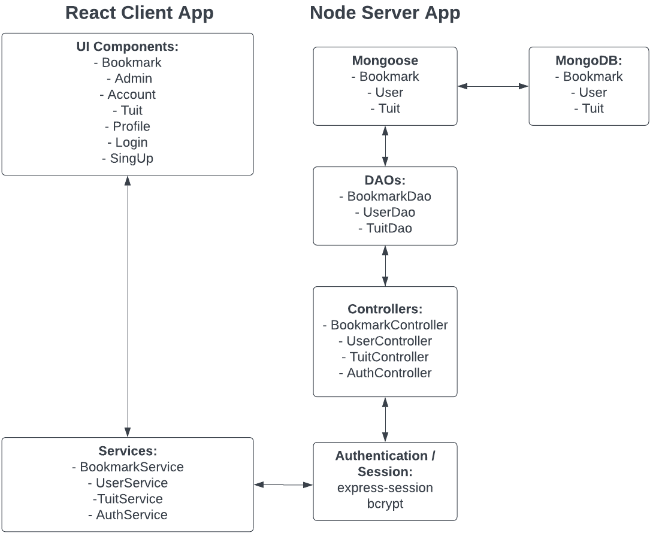 React Client App
Node Server App
UI Components:
- Bookmark
- Admin
- Account
- Tuit
- Profile
- Login
- SingUp
Mongoose
- Bookmark
- User
- Tuit
MongoDB:
- Bookmark
- User
- Tuit
DAOs:
- BookmarkDao
- UserDao
- TuitDao
Controllers:
- BookmarkController
- UserController
- TuitController
- AuthController
Services:
- BookmarkService
- UserService
-TuitService
- AuthService
Authentication /
Session:
express-session
bcrypt